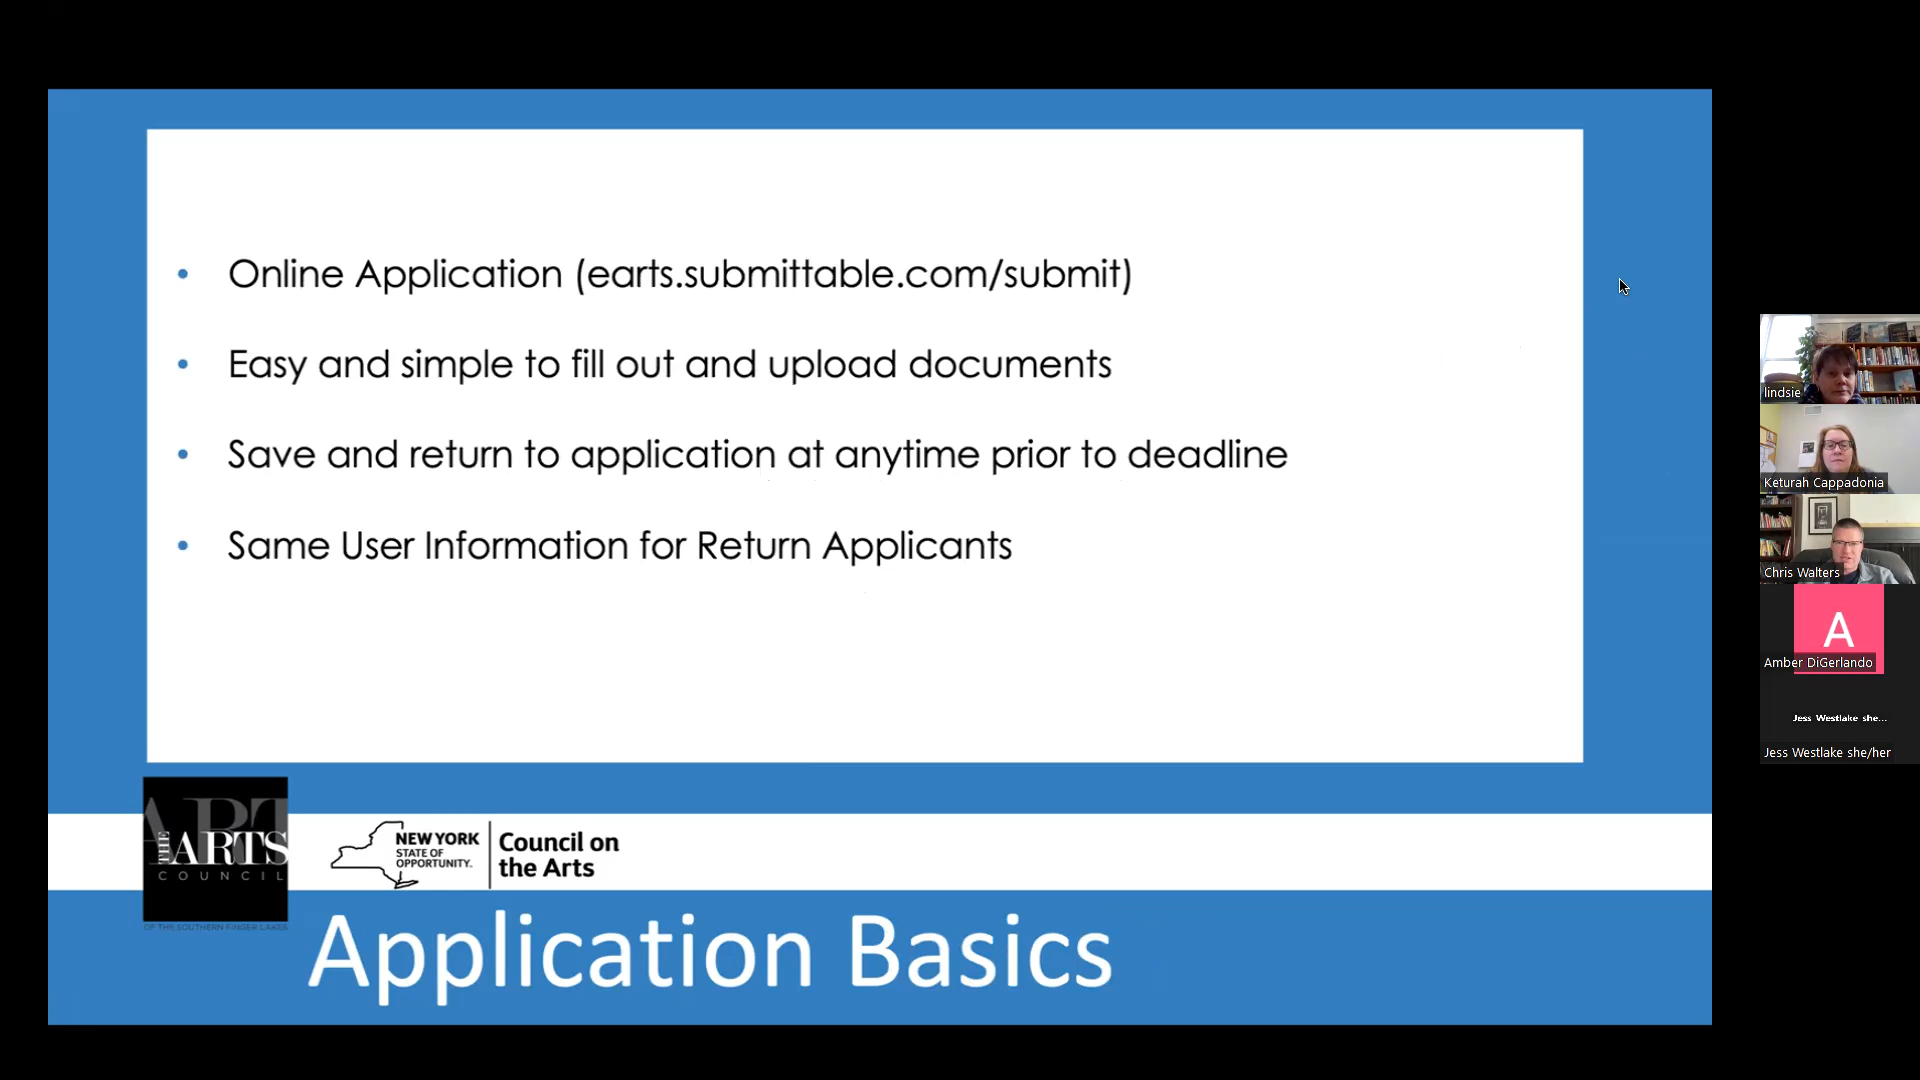 Online Application (earts.submittable.com/submit)
Easy and simple to fill out and upload documents
Save and return to application at anytime prior to deadline
Same User Information for Return Applicants
ART
THE ARTS
COUNCIL
OF THE SOUTHERN FINGER LAKES
NEW YORK
STATE OF
OPPORTUNITY.
Council on
the Arts
Application Basics
lindsie
Keturah Cappadonia
Chris Walters
A
Amber DiGerlando
Jess Westlake she...
Jess Westlake she/her